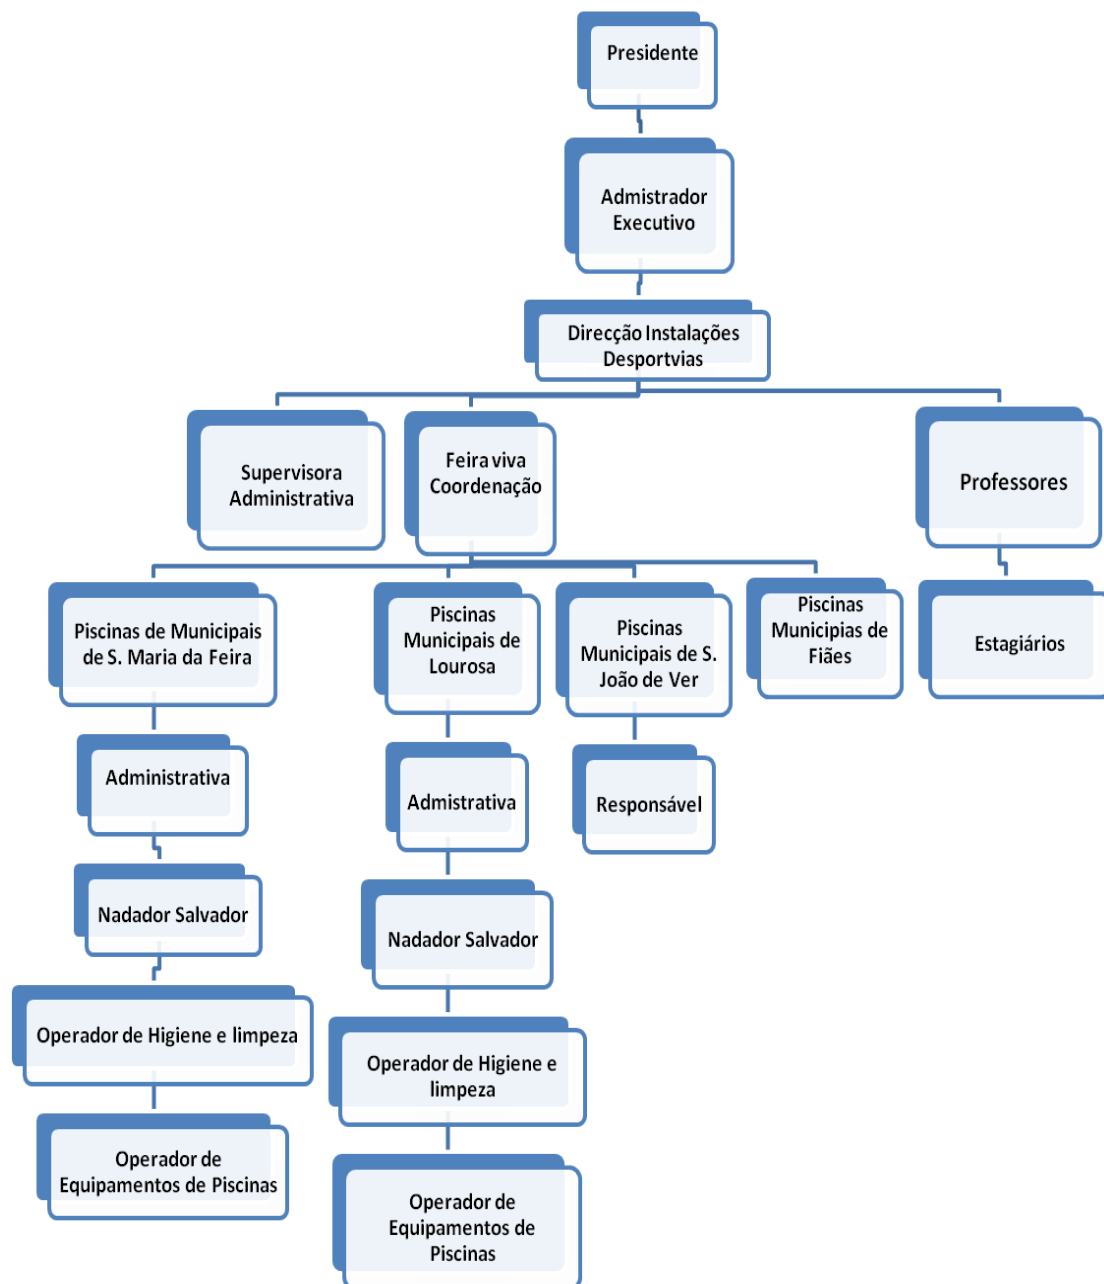 Presidente
Admistrador
Executivo
Direcção Instalações
Desportvias
Supervisora
Administrativa
Feira viva
Coordenação
Professores
Piscinas de Municipais
de S. Maria da Feira
Piscinas
Municipais de
Lourosa
Piscinas
Municipais de S.
João de Ver
Piscinas
Municipias de
Fiães
Estagiários
Administrativa
Admistrativa
Responsável
Nadador Salvador
Nadador Salvador
Operador de Higiene e limpeza
Operador de Higiene e
limpeza
Operador de
Equipamentos de Piscinas
Operador de
Equipamentos de
Piscinas